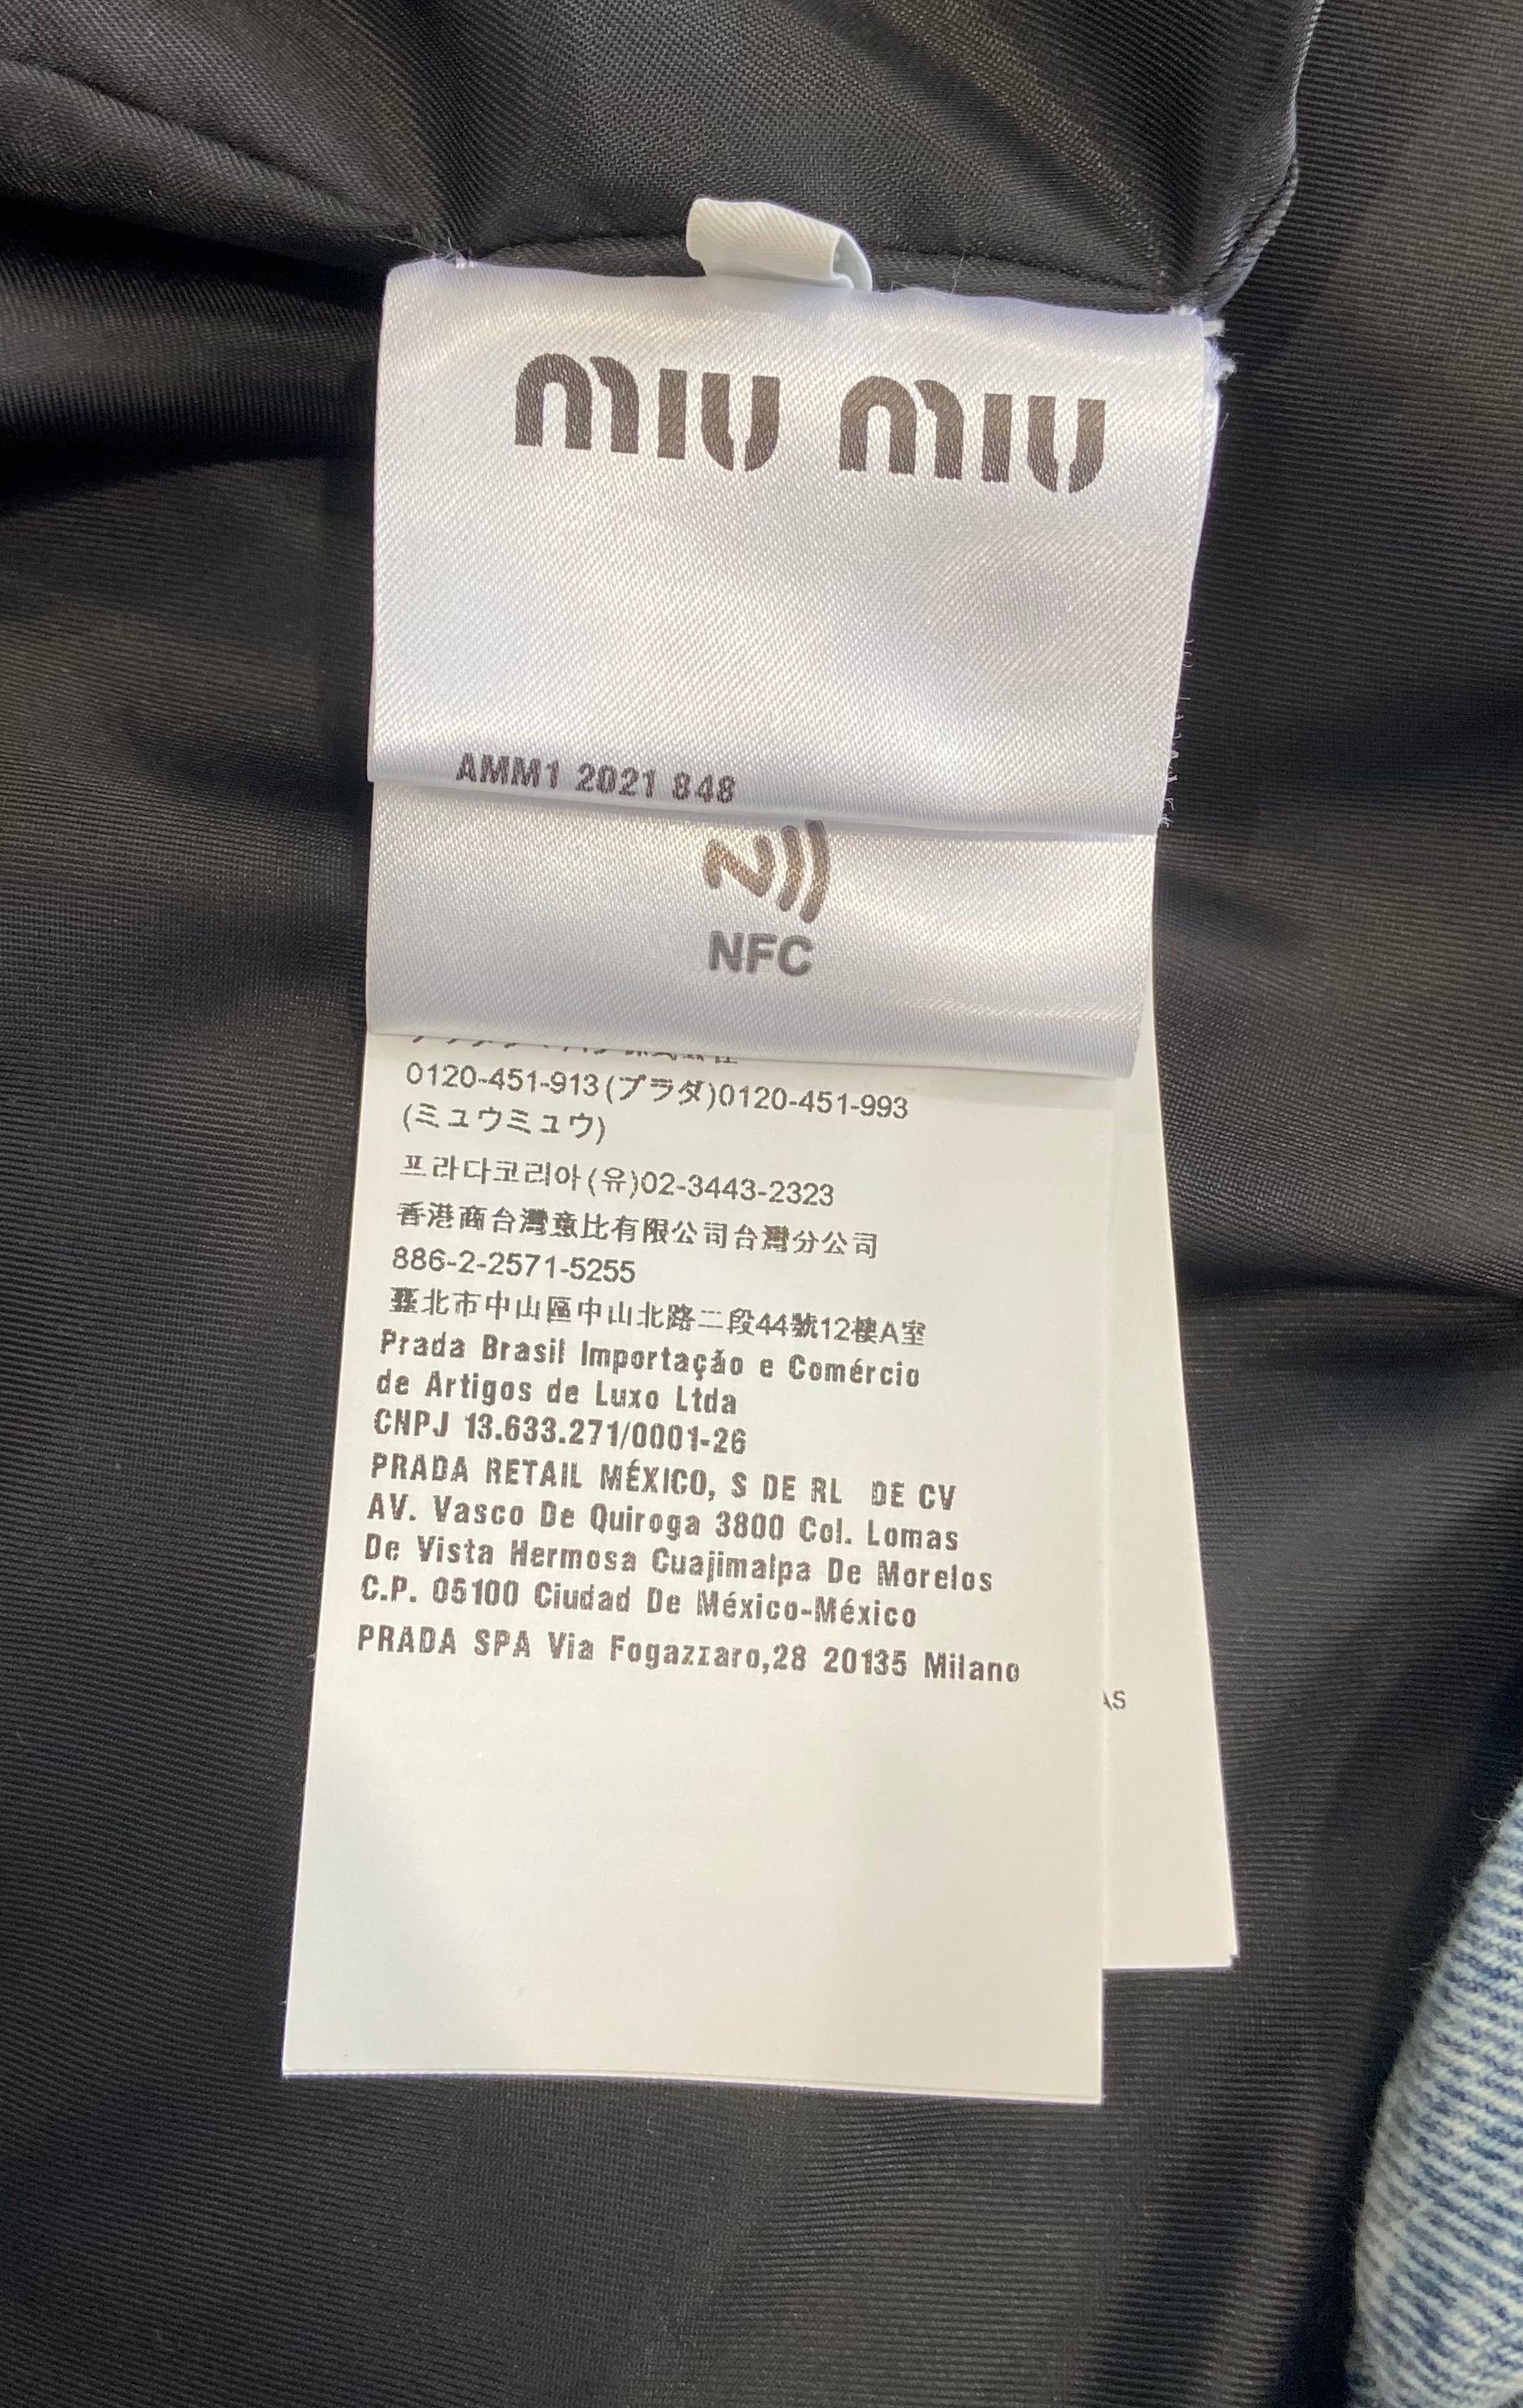 miu miu
AMM1 2021 848
NFC
0120-451-913(プラダ)0120-451-993
(ミュウミュウ)
프라다코리아(유)02-3443-2323
香港商台灣意比有限公司台灣分公司
886-2-2571-5255
臺北市中山區中山北路二段44號12樓A室
Prada Brasil Importação e Comércio
de Artigos de Luxo Ltda
CNPJ 13.633.271/0001-26
PRADA RETAIL MÉXICO, S DE RL DE CV
AV. Vasco De Quiroga 3800 Col. Lomas
De Vista Hermosa Cuajimalpa De Morelos
C.P. 05100 Ciudad De México-México
PRADA SPA Via Fogazzaro,28 20135 Milano